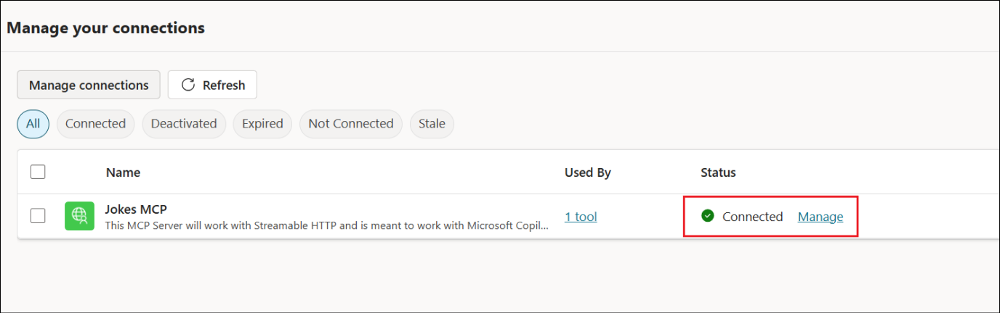 Manage your connections
Manage connections Refresh
All Connected Deactivated Expired Not Connected Stale
Name Used By Status
Jokes MCP
This MCP Server will work with Streamable HTTP and is meant to work with Microsoft Copil...
1 tool Connected Manage